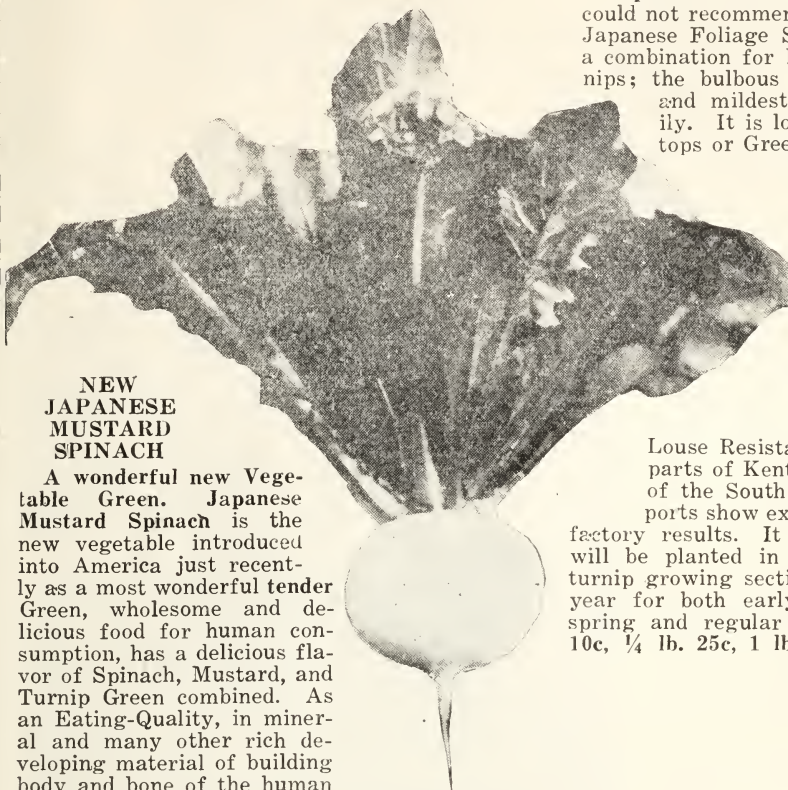 could not recommen
Japanese Foliage S
a combination for
nips; the bulbous
and mildest
ily. It is lo
tops or Gree
NEW
JAPANESE
MUSTARD
SPINACH
A wonderful new Vege-
table Green. Japanese
Mustard Spinach is the
new vegetable introduced
into America just recent-
ly as a most wonderful tender
Green, wholesome and de-
licious food for human con-
sumption, has a delicious fla-
vor of Spinach, Mustard, and
Turnip Green combined. As
an Eating-Quality, in miner-
al and many other rich de-
veloping material of building
body and bone of the human
Louse Resista
parts of Kent
of the South
ports show ex
factory results. It
will be planted in
turnip growing secti
year for both early
spring and regular
10c, ¼ lb. 25c, 1 lb